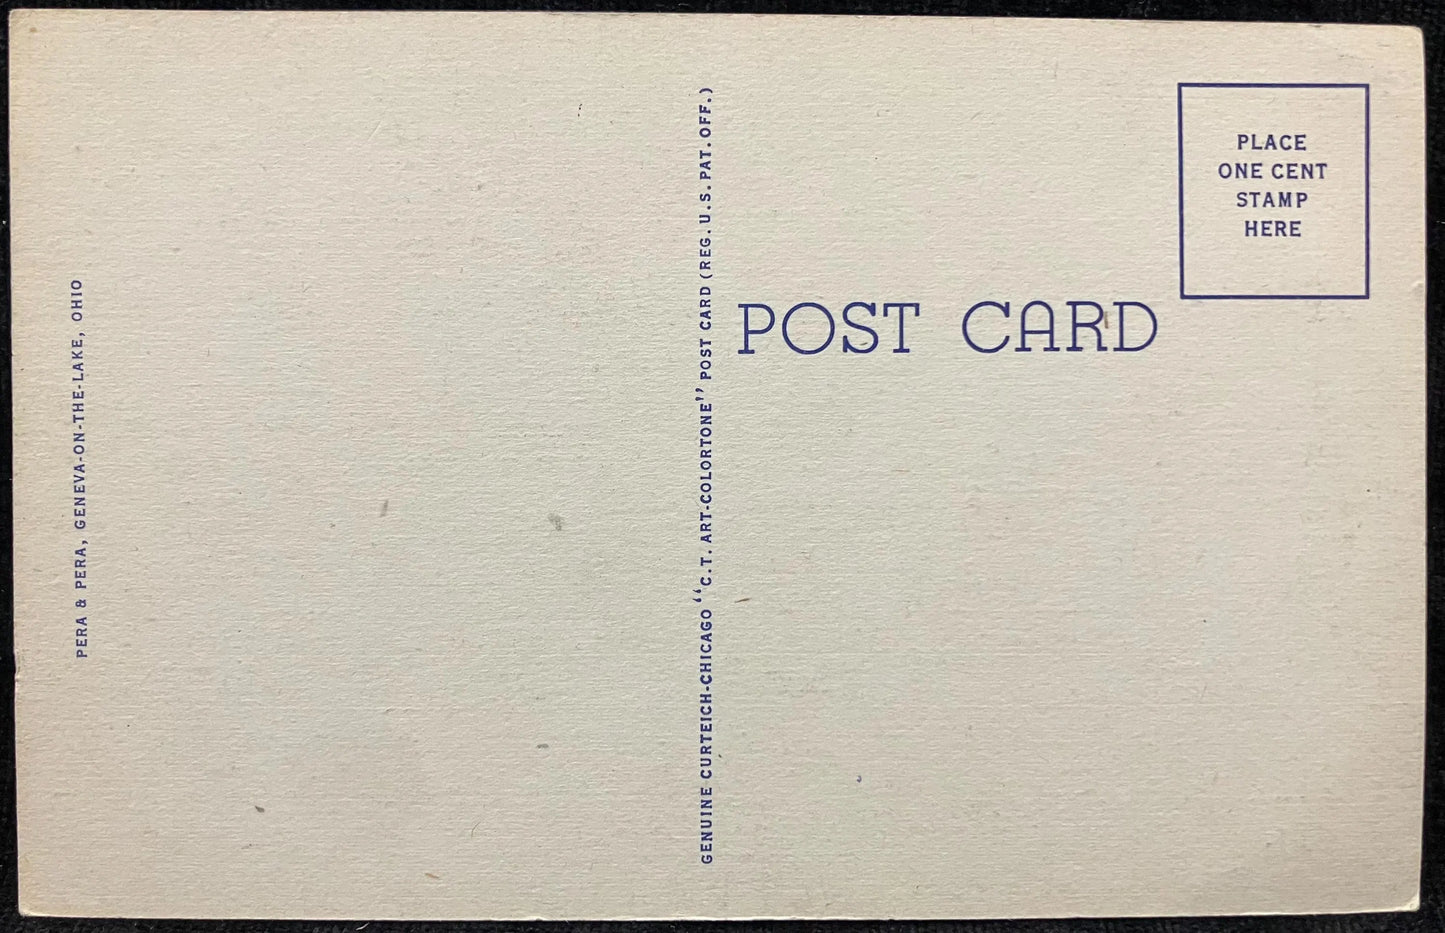 PERA & PERA, GENEVA-ON-THE-LAKE, OHIO
GENUINE CURTEICH-CHICAGO "C.T. ART-COLORTONE" POST CARD (REG. U.S. PAT. OFF.)
PLACE
ONE CENT
STAMP
HERE
POST CARD